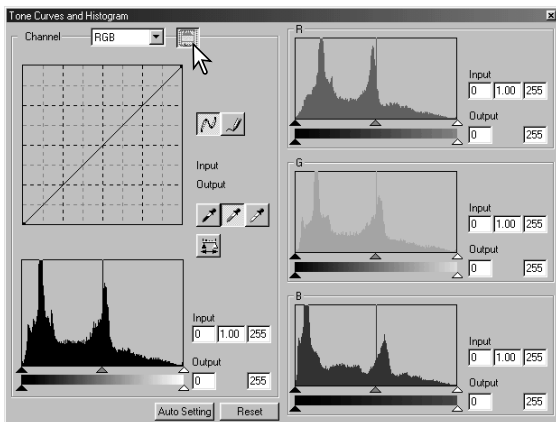 Tone Curves and Histogram
Channel RGB
Input
Output
Input
0 1.00 255
Output
0 255
Auto Setting Reset
R
Input
0 1.00 255
Output
0 255
G
Input
0 1.00 255
Output
0 255
B
Input
0 1.00 255
Output
0 255